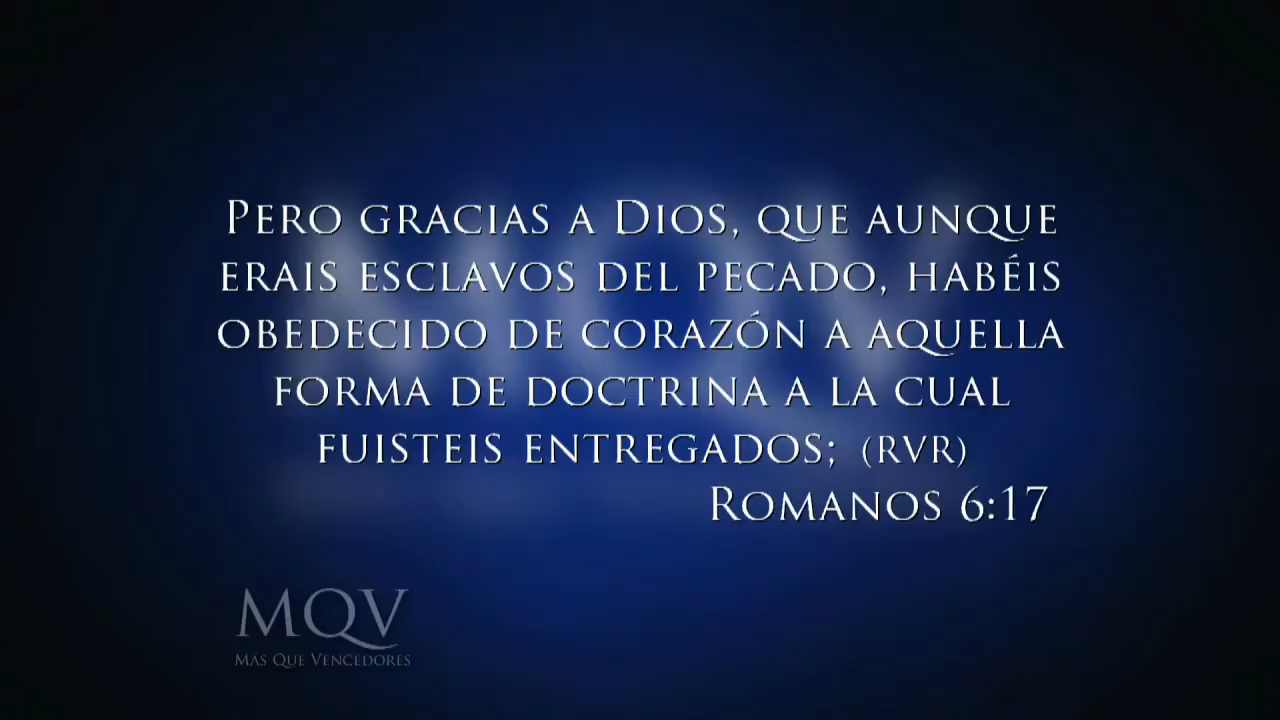 Pero gracias a Dios, que aunque
erais esclavos del pecado, habéis
obedecido de corazón a aquella
forma de doctrina a la cual
fuisteis entregados; (RVR)
Romanos 6:17
MQV
Más Que Vencedores